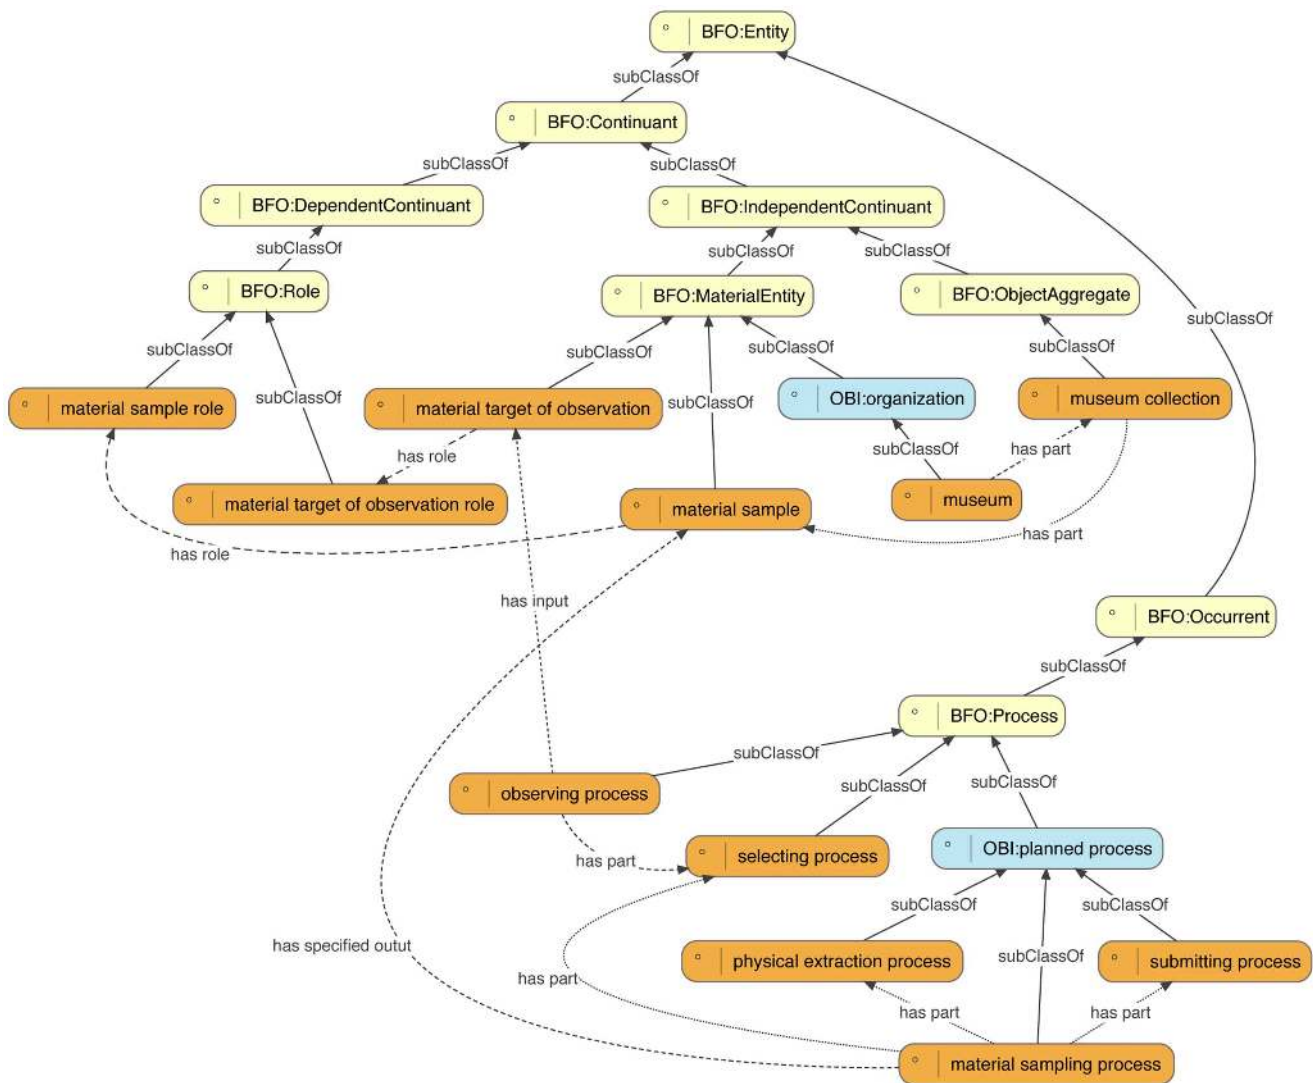 BFO:Entity
subClassOf
BFO:Continuant
subClassOf
subClassOf
BFO:DependentContinuant
BFO:IndependentContinuant
subClassOf
subClassOf
subClassOf
BFO:Role
BFO:MaterialEntity
BFO:ObjectAggregate
subClassOf
subClassOf
subClassOf
subClassOf
subClassOf
subClassOf
subClassOf
material sample role
material target of observation
OBI:organization
museum collection
has role
subClassOf
has part
material target of observation role
material sample
museum
has role
has part
has input
BFO:Occurrent
subClassOf
BFO:Process
subClassOf
subClassOf
subClassOf
observing process
has part
selecting process
OBI:planned process
subClassOf
subClassOf
has specified outut
physical extraction process
subClassOf
submitting process
has part
has part
has part
material sampling process